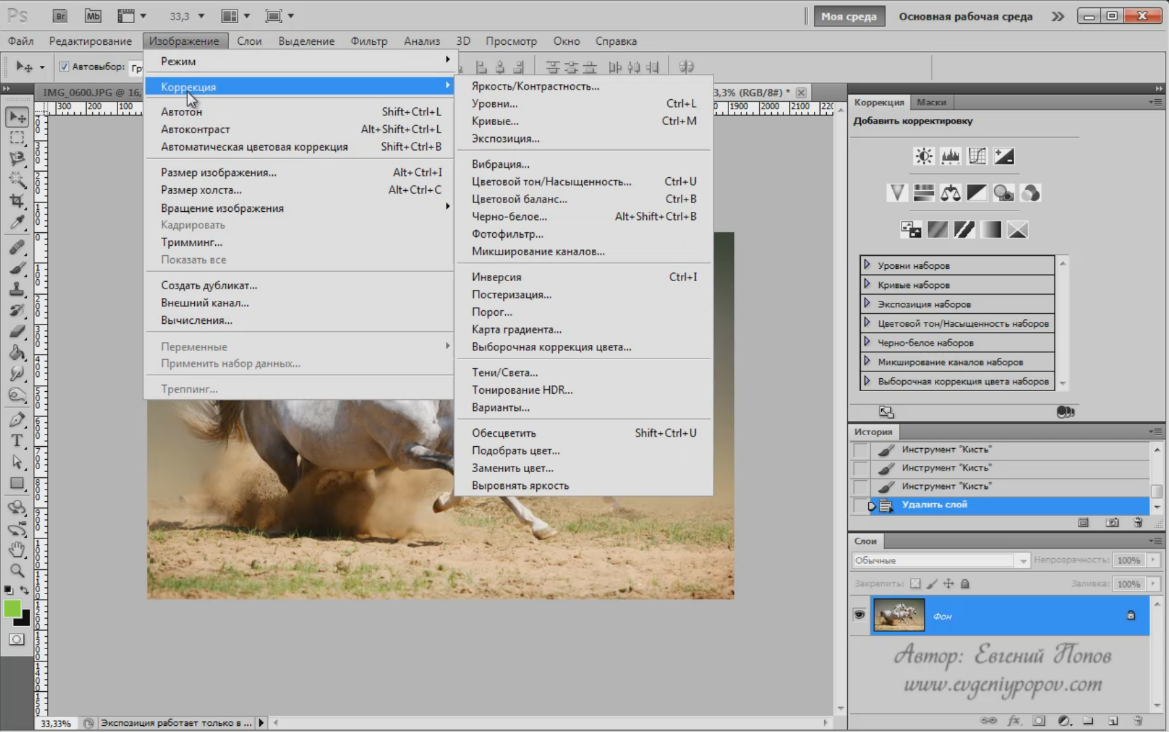 Ps Br Mb 33,3 Моя среда Основная рабочая среда
Файл Редактирование Изображение Слои Выделение Фильтр Анализ 3D Просмотр Окно Справка
Автовыбор: Гр
IMG_0600.JPG @ 16, 3,3% (RGB/8#) *
300 200 100 1900 2000 2100 220
Режим
Коррекция
Автотон Shift+Ctrl+L
Автоконтраст Alt+Shift+Ctrl+L
Автоматическая цветовая коррекция Shift+Ctrl+B
Размер изображения... Alt+Ctrl+I
Размер холста... Alt+Ctrl+C
Вращение изображения
Кадрировать
Тримминг...
Показать все
Создать дубликат...
Внешний канал...
Вычисления...
Переменные
Применить набор данных...
Треппинг...
Яркость/Контрастность...
Уровни... Ctrl+L
Кривые... Ctrl+M
Экспозиция...
Вибрация...
Цветовой тон/Насыщенность... Ctrl+U
Цветовой баланс... Ctrl+B
Черно-белое... Alt+Shift+Ctrl+B
Фотофильтр...
Микширование каналов...
Инверсия Ctrl+I
Постеризация...
Порог...
Карта градиента...
Выборочная коррекция цвета...
Тени/Света...
Тонирование HDR...
Варианты...
Обесцветить Shift+Ctrl+U
Подобрать цвет...
Заменить цвет...
Выровнять яркость
Коррекция Маски
Добавить корректировку
Уровни наборов
Кривые наборов
Экспозиция наборов
Цветовой тон/Насыщенность наборов
Черно-белое наборов
Микширование каналов наборов
Выборочная коррекция цвета наборов
История
Инструмент "Кисть"
Инструмент "Кисть"
Инструмент "Кисть"
Удалить слой
Слои
Обычные Непрозрачность: 100%
Закрепить: Заливка: 100%
Фон
Автор: Евгений Попов
www.evgeniypopov.com
33,33% Экспозиция работает только в ...